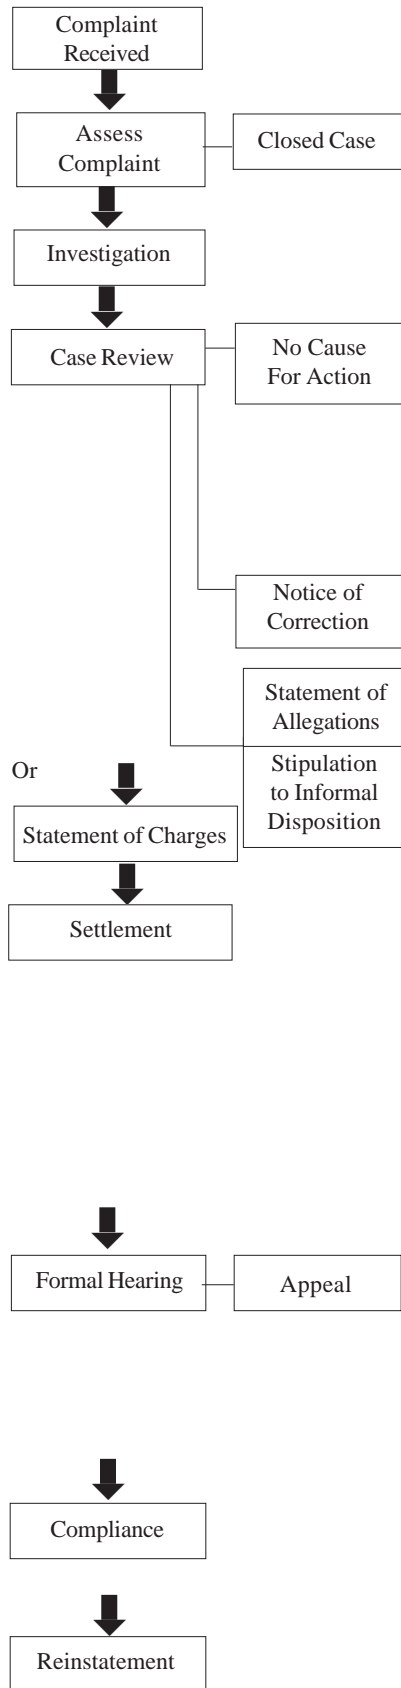 Complaint
Received
Assess
Complaint
Closed Case
Investigation
Case Review
No Cause
For Action
Notice of
Correction
Statement of
Allegations
Stipulation
to Informal
Disposition
Or
Statement of Charges
Settlement
Formal Hearing
Appeal
Compliance
Reinstatement